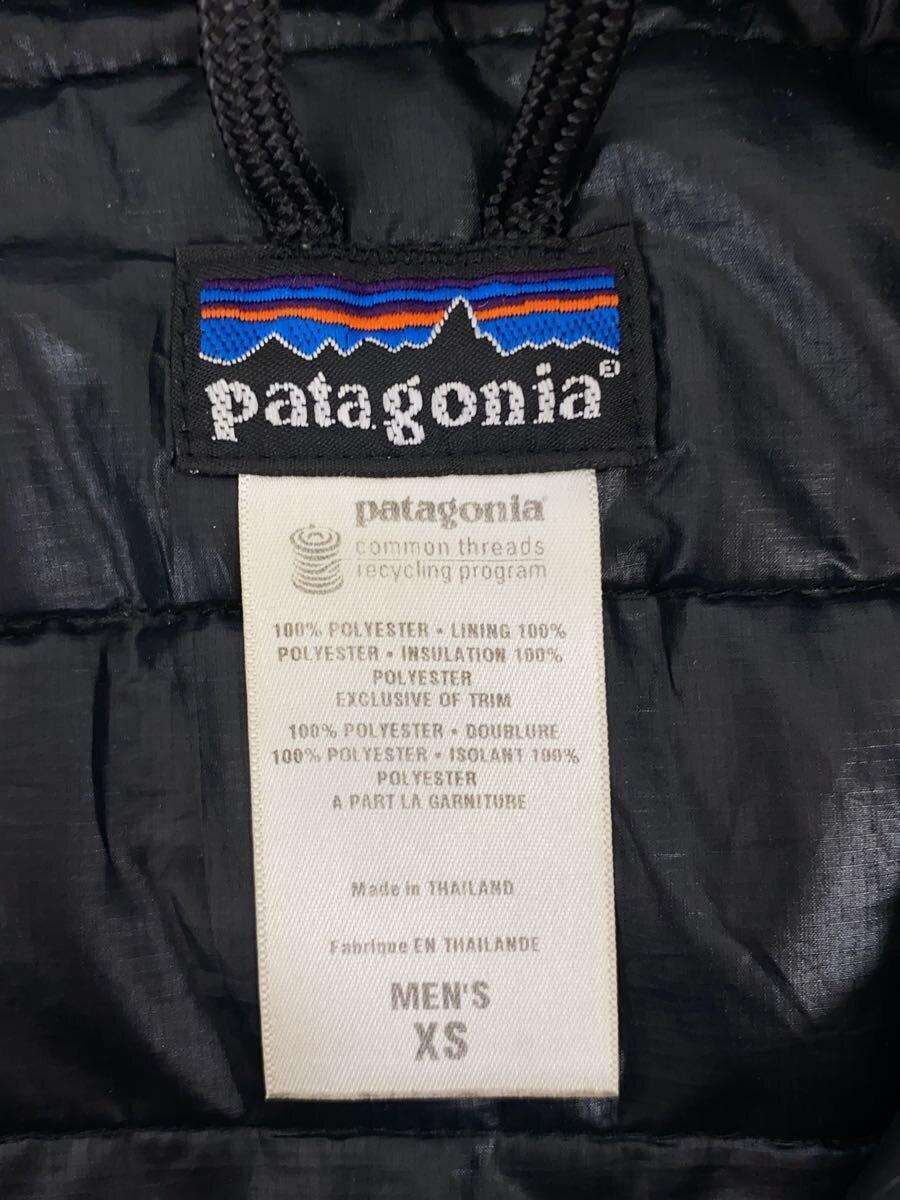 patagonia®
patagonia®
common threads
recycling program
100% POLYESTER • LINING 100%
POLYESTER • INSULATION 100%
POLYESTER
EXCLUSIVE OF TRIM
100% POLYESTER • DOUBLURE
100% POLYESTER • ISOLANT 100%
POLYESTER
A PART LA GARNITURE
Made in THAILAND
Fabrique EN THAILANDE
MEN'S
XS